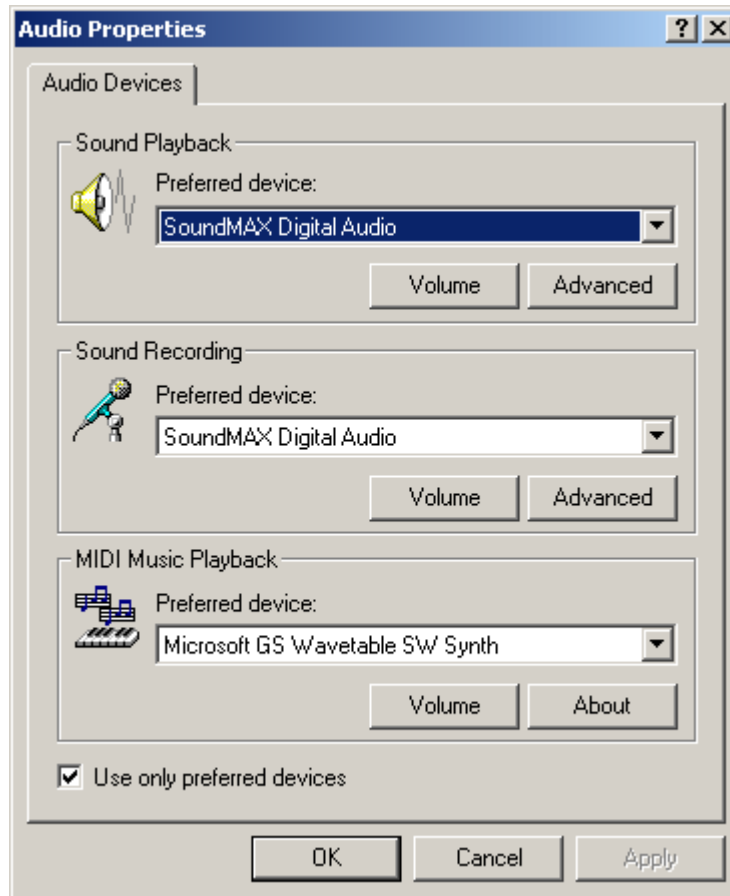 Audio Properties
Audio Devices
Sound Playback
Preferred device:
SoundMAX Digital Audio
Volume Advanced
Sound Recording
Preferred device:
SoundMAX Digital Audio
Volume Advanced
MIDI Music Playback
Preferred device:
Microsoft GS Wavetable SW Synth
Volume About
Use only preferred devices
OK Cancel Apply